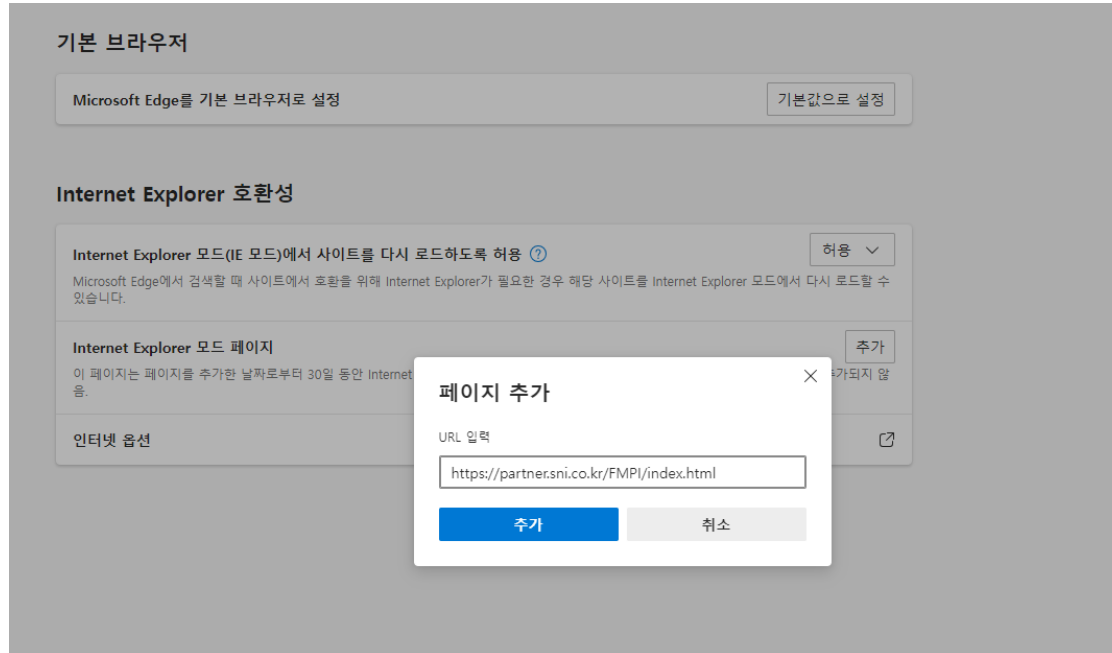 기본 브라우저
Microsoft Edge를 기본 브라우저로 설정
기본값으로 설정
Internet Explorer 호환성
Internet Explorer 모드(IE 모드)에서 사이트를 다시 로드하도록 허용 ?
허용
Microsoft Edge에서 검색할 때 사이트에서 호환을 위해 Internet Explorer가 필요한 경우 해당 사이트를 Internet Explorer 모드에서 다시 로드할 수
있습니다.
Internet Explorer 모드 페이지
추가
이 페이지는 페이지를 추가한 날짜로부터 30일 동안 Internet
가되지 않
음.
인터넷 옵션
페이지 추가
URL 입력
https://partner.sni.co.kr/FMPI/index.html
추가
취소